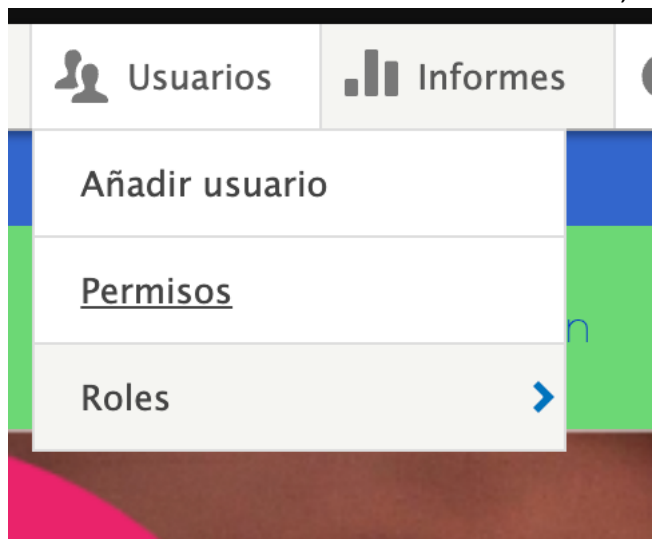 Usuarios
Informes
Añadir usuario
Permisos
Roles
n